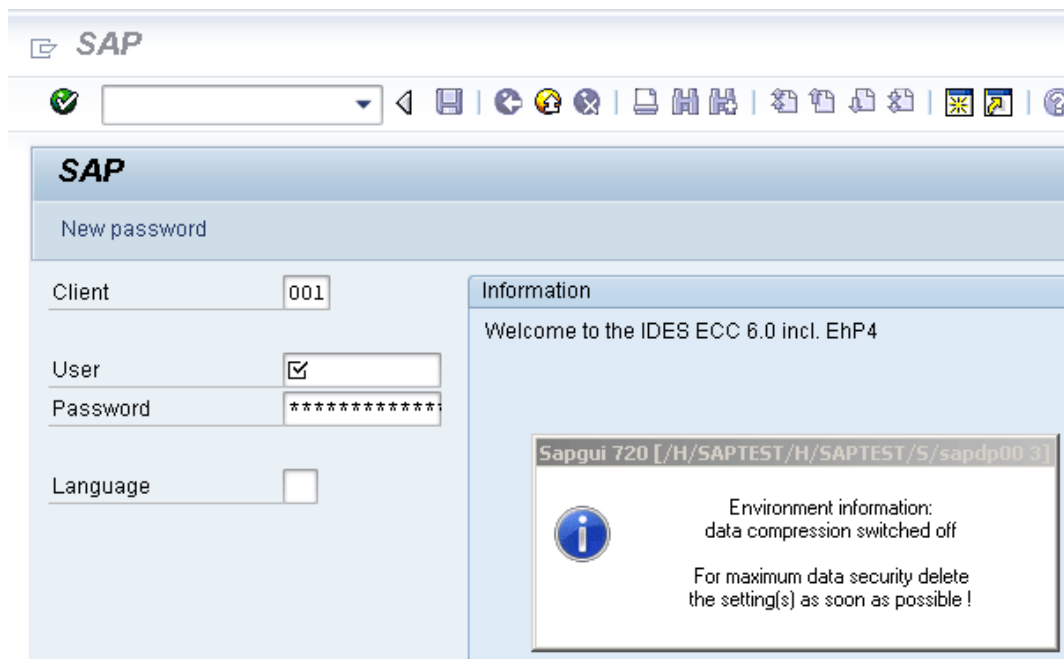 SAP
SAP
New password
Client 001
User
Password *************
Language
Information
Welcome to the IDES ECC 6.0 incl. EhP4
Sapgui 720 [/H/SAPTEST/H/SAPTEST/S/sapdp00 3]
Environment information:
data compression switched off
For maximum data security delete
the setting(s) as soon as possible !